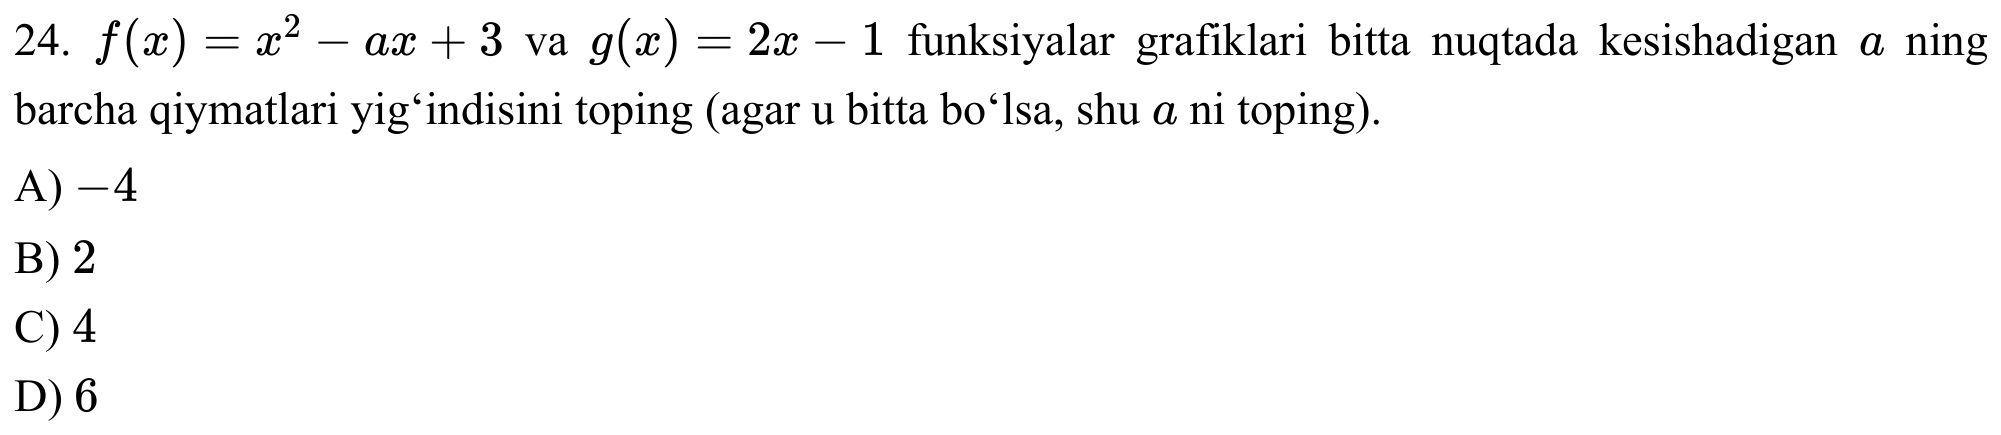 24. f(x) = x² − ax + 3 va g(x) = 2x − 1 funksiyalar grafiklari bitta nuqtada kesishadigan a ning
barcha qiymatlari yig‘indisini toping (agar u bitta bo‘lsa, shu a ni toping).
A) −4
B) 2
C) 4
D) 6